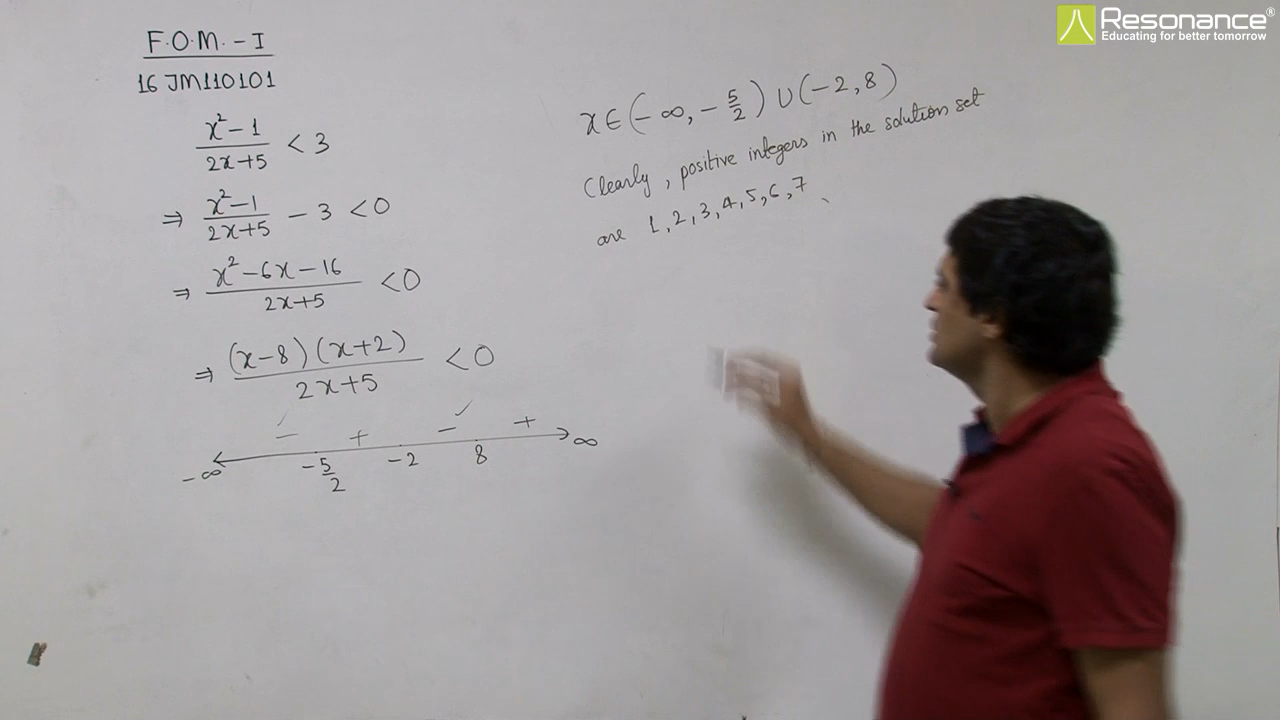 Resonance®
Educating for better tomorrow
F.O.M. - I
16JM110101
x²-1/2x+5 < 3
⇒ x²-1/2x+5 - 3 < 0
⇒ x²-6x-16/2x+5 < 0
⇒ (x-8)(x+2)/2x+5 < 0
- + - +
-∞ -5/2 -2 8 ∞
x∈(-∞, -5/2) ∪ (-2, 8)
Clearly, positive integers in the solution set
are 1, 2, 3, 4, 5, 6, 7